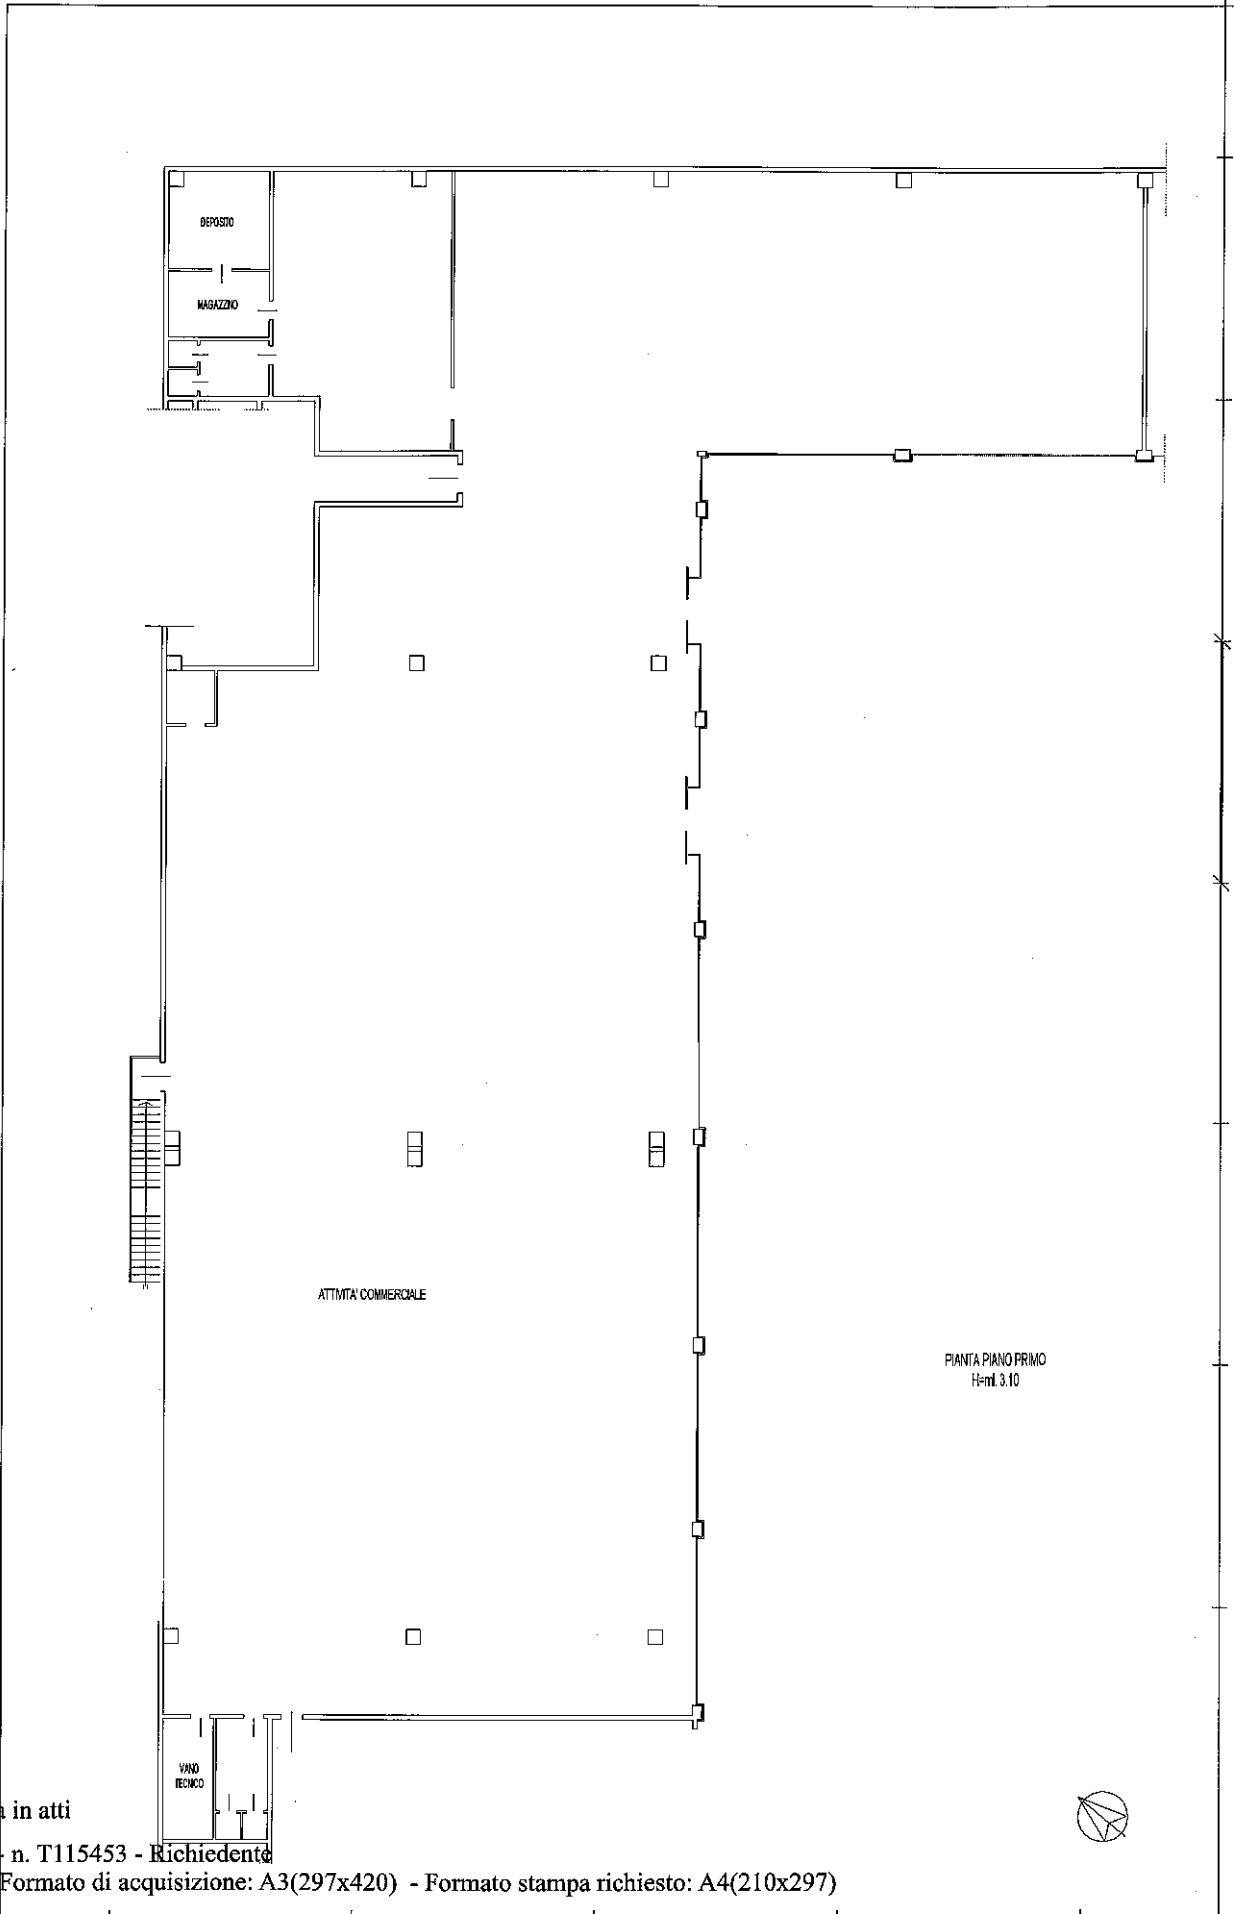 DEPOSITO
MAGAZZINO
ATTIVITA' COMMERCIALE
PIANTA PIANO PRIMO
H=ml. 3.10
VANO
TECNICO
in atti
- n. T115453 - Richiedente
Formato di acquisizione: A3(297x420) - Formato stampa richiesto: A4(210x297)